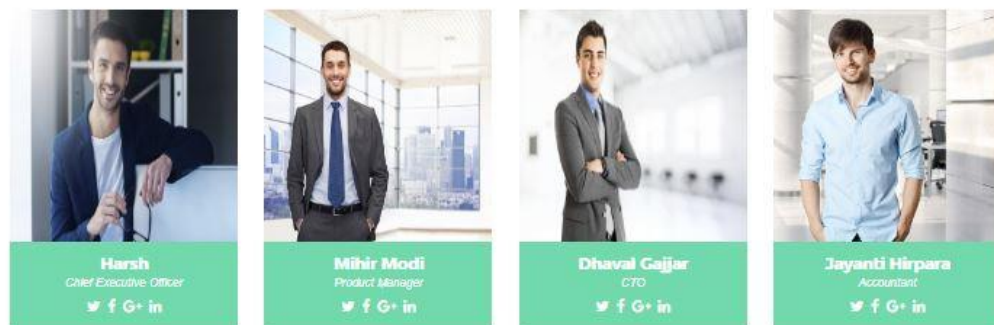 Harsh
Chief Executive Officer
Mihir Modi
Product Manager
Dhaval Gajjar
CTO
Jayanti Hirpara
Accountant